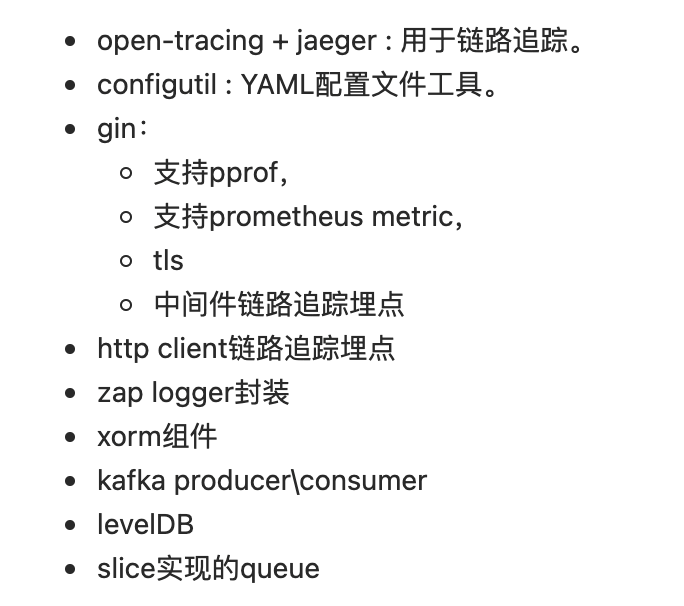 open-tracing + jaeger : 用于链路追踪。
configutil : YAML配置文件工具。
gin：
支持pprof，
支持prometheus metric，
tls
中间件链路追踪埋点
http client链路追踪埋点
zap logger封装
xorm组件
kafka producer\consumer
levelDB
slice实现的queue